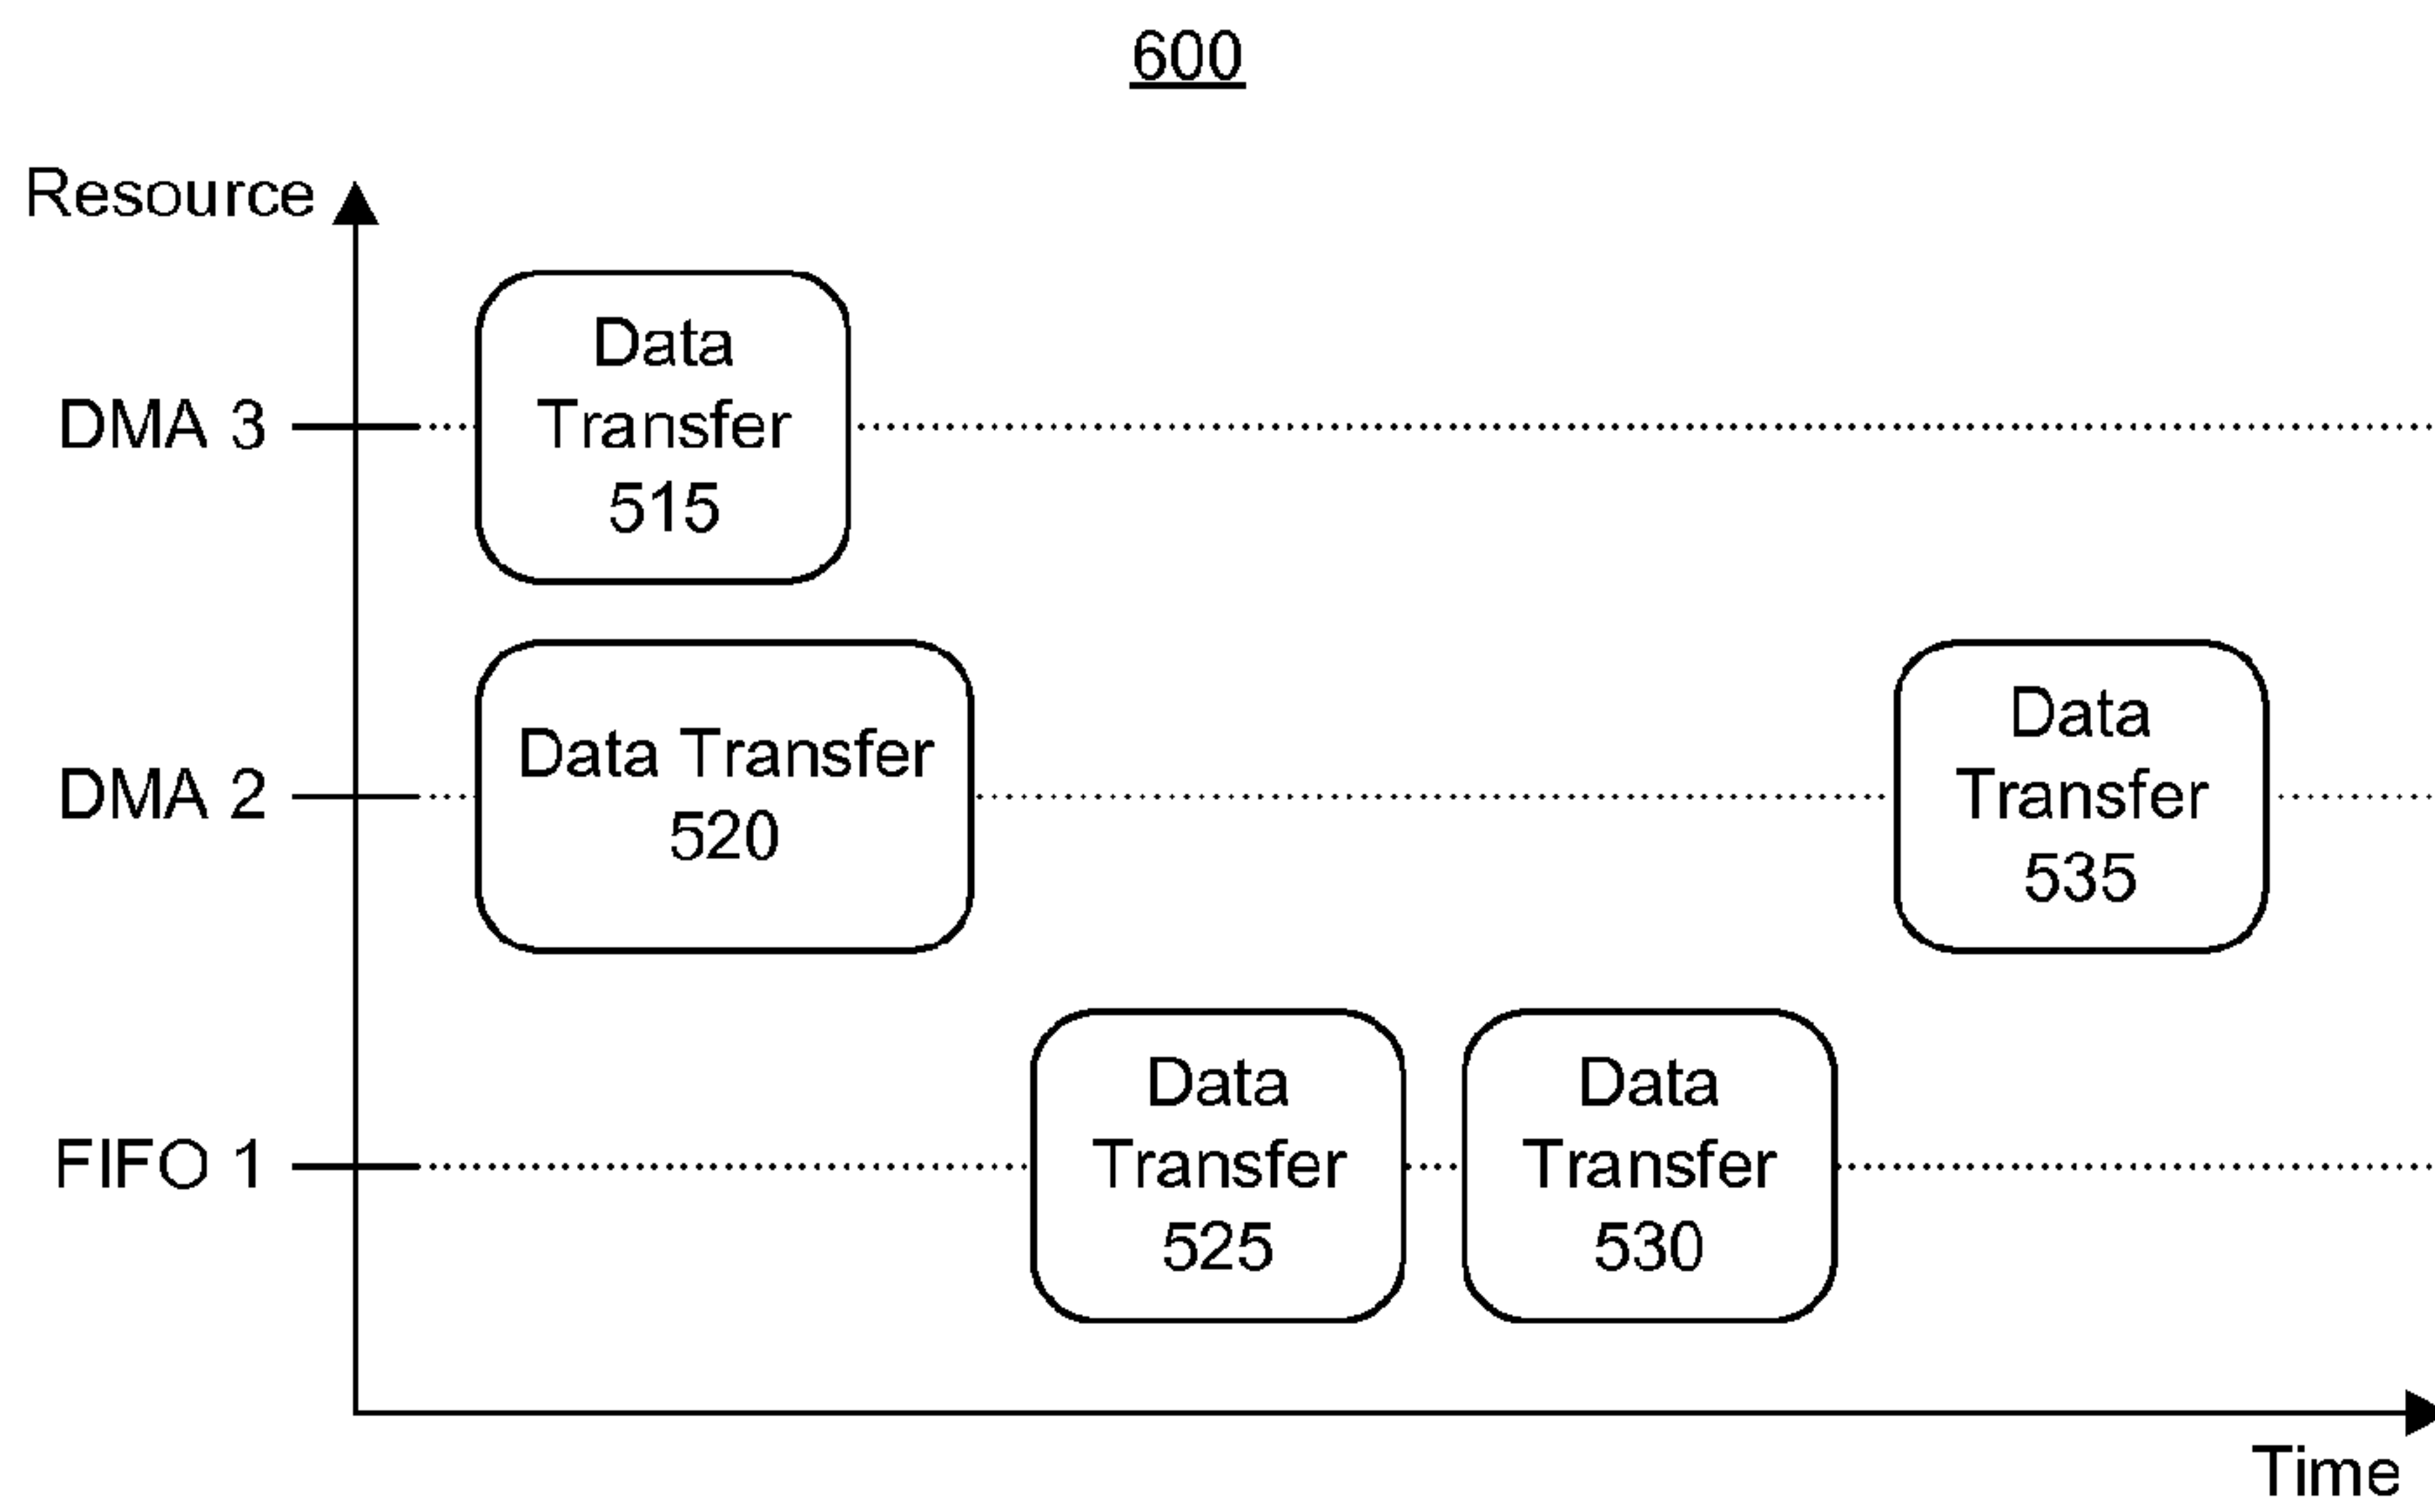 600
Resource
DMA 3
Data
Transfer
515
DMA 2
Data Transfer
520
Data
Transfer
535
FIFO 1
Data
Transfer
525
Data
Transfer
530
Time